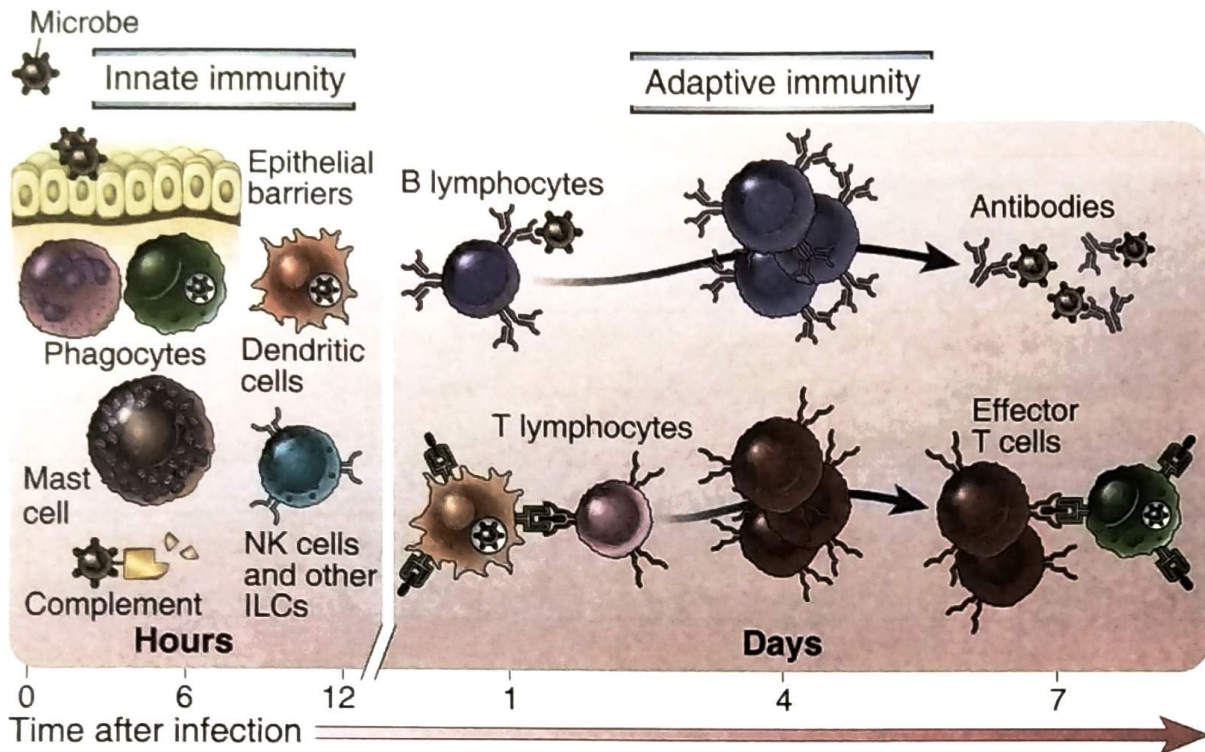 Microbe
Innate immunity
Adaptive immunity
Epithelial
barriers
Phagocytes
Dendritic
cells
Mast
cell
NK cells
and other
ILCs
Complement
Hours
B lymphocytes
Antibodies
T lymphocytes
Effector
T cells
Days
0 6 12 1 4 7
Time after infection